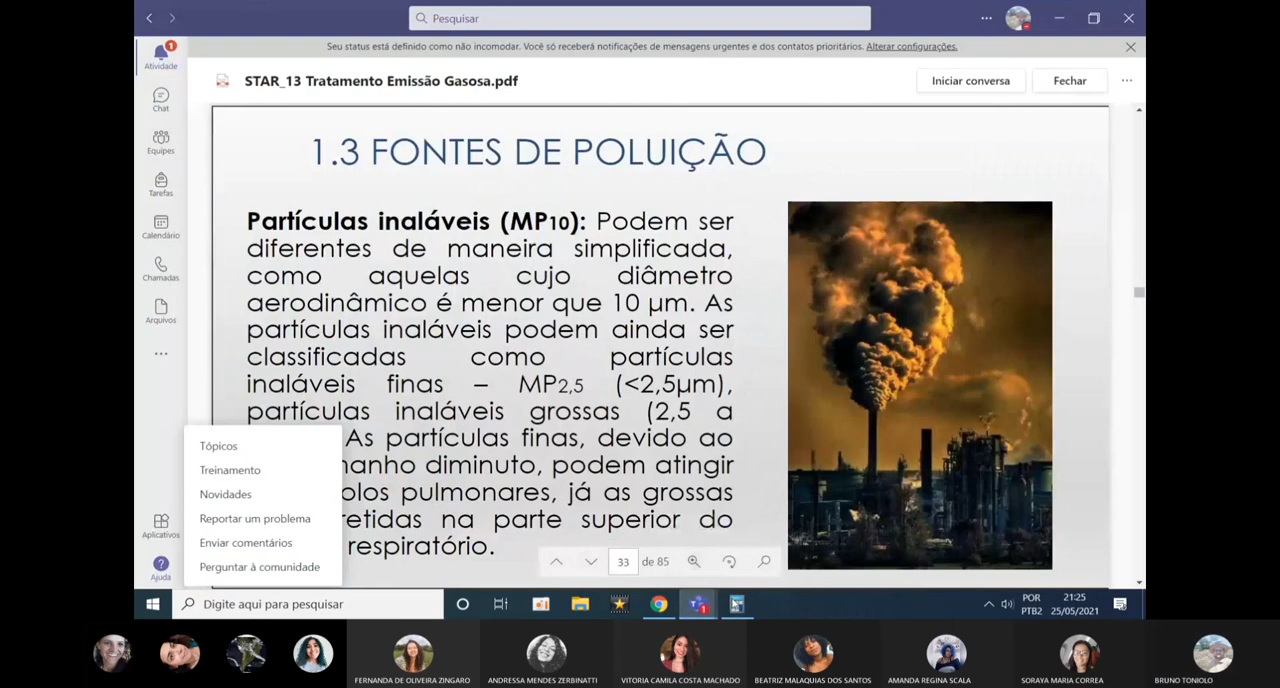 Pesquisar
Seu status está definido como não incomodar. Você só receberá notificações de mensagens urgentes e dos contatos prioritários. Alterar configurações.
1
Atividade
Chat
Equipes
Tarefas
Calendário
Chamadas
Arquivos
Aplicativos
Ajuda
STAR_13 Tratamento Emissão Gasosa.pdf
Iniciar conversa
Fechar
1.3 FONTES DE POLUIÇÃO
Partículas inaláveis (MP10): Podem ser
diferentes de maneira simplificada,
como aquelas cujo diâmetro
aerodinâmico é menor que 10 µm. As
partículas inaláveis podem ainda ser
classificadas como partículas
inaláveis finas – MP2,5 (<2,5µm),
partículas inaláveis grossas (2,5 a
As partículas finas, devido ao
manho diminuto, podem atingir
olos pulmonares, já as grossas
retidas na parte superior do
respiratório.
Tópicos
Treinamento
Novidades
Reportar um problema
Enviar comentários
Perguntar à comunidade
33 de 85
Digite aqui para pesquisar
1
POR
PTB2
21:25
25/05/2021
FERNANDA DE OLIVEIRA ZINGARO
ANDRESSA MENDES ZERBINATTI
VITORIA CAMILA COSTA MACHADO
BEATRIZ MALAQUIAS DOS SANTOS
AMANDA REGINA SCALA
SORAYA MARIA CORREA
BRUNO TONIOLO